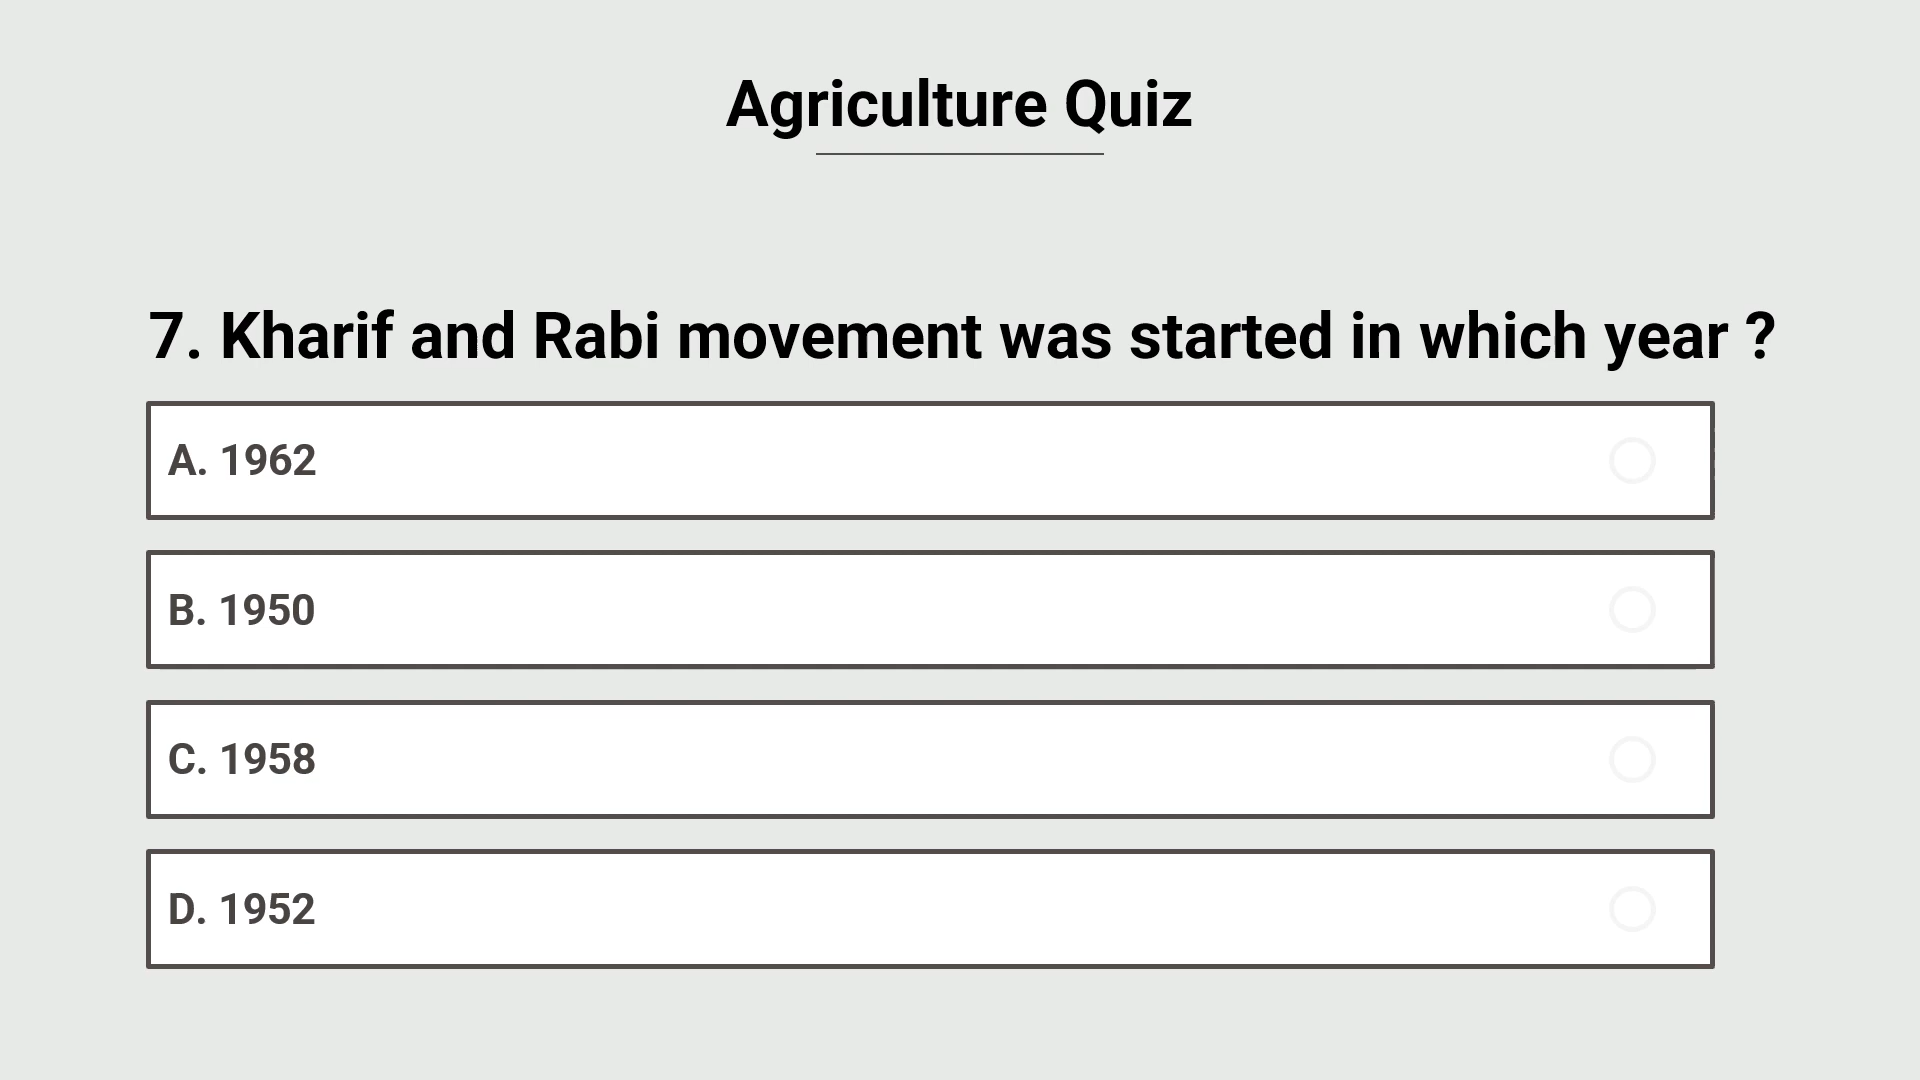 Agriculture Quiz
7. Kharif and Rabi movement was started in which year ?
A. 1962
B. 1950
C. 1958
D. 1952